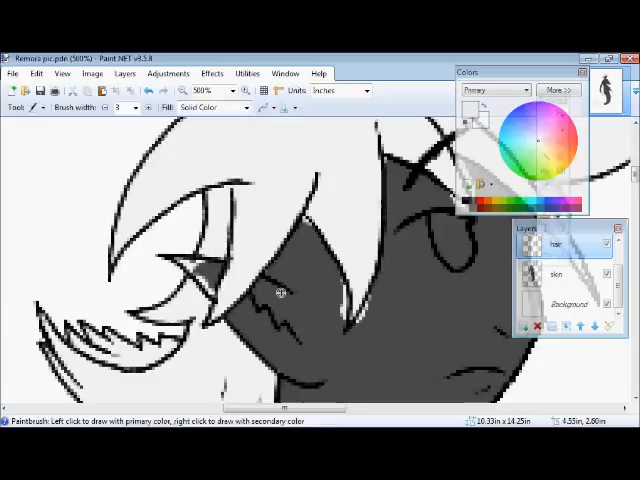 Remora pic.pdn (500%) - Paint.NET v3.5.8
File Edit View Image Layers Adjustments Effects Utilities Window Help
500% Units: Inches
Tool: Brush width: 3 Fill: Solid Color
Colors
Primary More >>
Layers
hair
skin
Background
Paintbrush: Left click to draw with primary color, right click to draw with secondary color 10.33in x 14.25in 4.55in, 2.60in